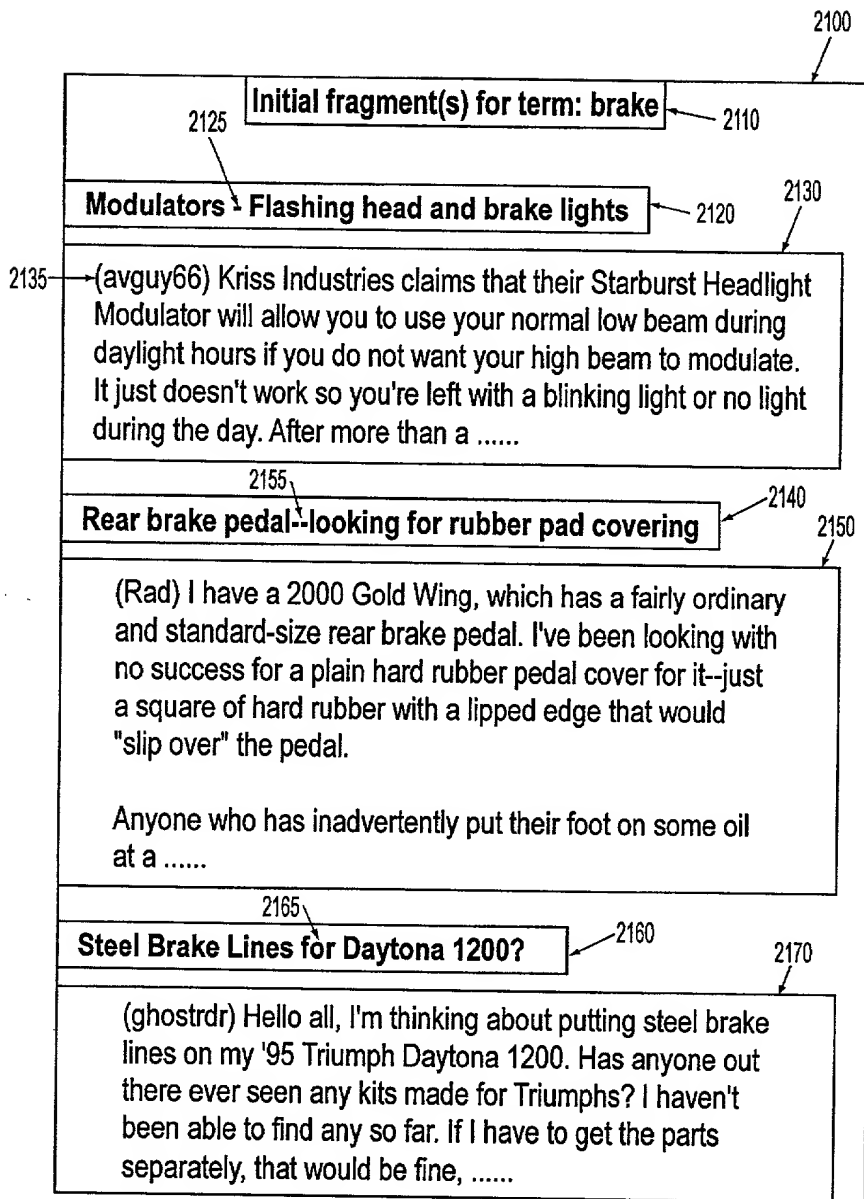 2100
Initial fragment(s) for term: brake
2110
2125
Modulators - Flashing head and brake lights
2120
2130
2135
(avguy66) Kriss Industries claims that their Starburst Headlight
Modulator will allow you to use your normal low beam during
daylight hours if you do not want your high beam to modulate.
It just doesn't work so you're left with a blinking light or no light
during the day. After more than a ......
2155
2140
Rear brake pedal--looking for rubber pad covering
2150
(Rad) I have a 2000 Gold Wing, which has a fairly ordinary
and standard-size rear brake pedal. I've been looking with
no success for a plain hard rubber pedal cover for it--just
a square of hard rubber with a lipped edge that would
"slip over" the pedal.
Anyone who has inadvertently put their foot on some oil
at a ......
2165
Steel Brake Lines for Daytona 1200?
2160
2170
(ghostrdr) Hello all, I'm thinking about putting steel brake
lines on my '95 Triumph Daytona 1200. Has anyone out
there ever seen any kits made for Triumphs? I haven't
been able to find any so far. If I have to get the parts
separately, that would be fine, ......